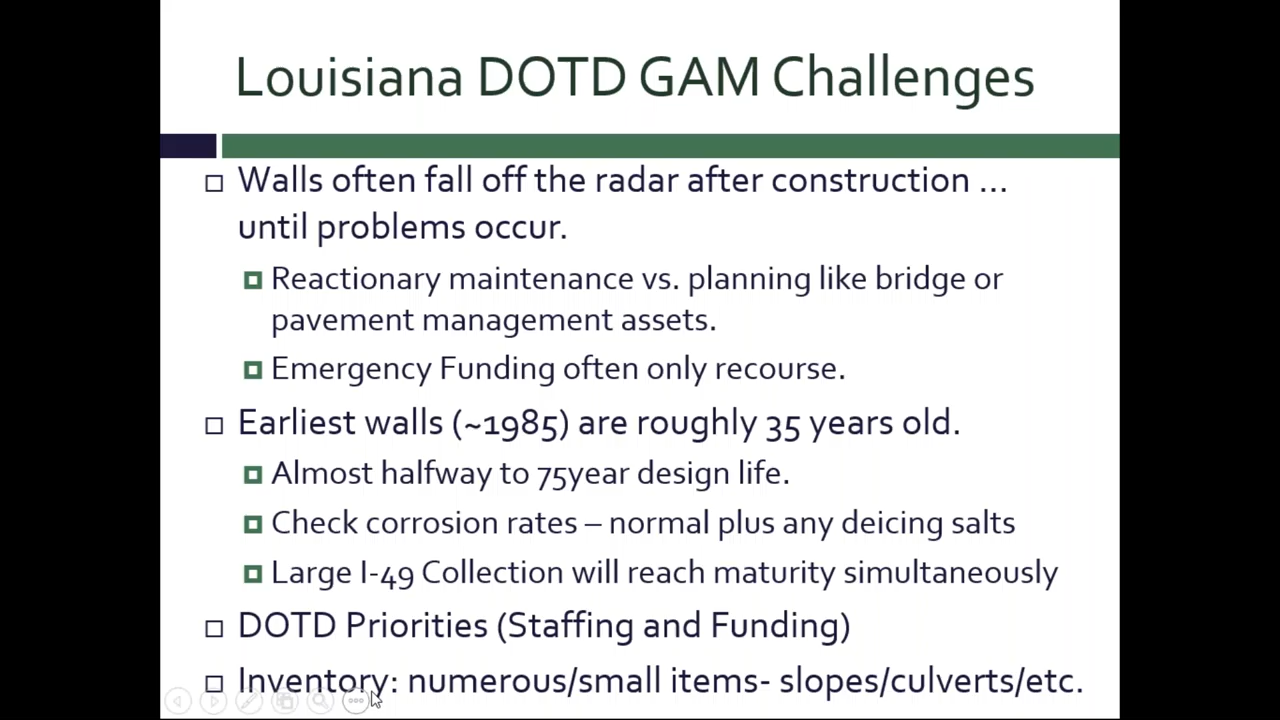 Louisiana DOTD GAM Challenges
Walls often fall off the radar after construction ...
until problems occur.
Reactionary maintenance vs. planning like bridge or
pavement management assets.
Emergency Funding often only recourse.
Earliest walls (~1985) are roughly 35 years old.
Almost halfway to 75year design life.
Check corrosion rates – normal plus any deicing salts
Large I-49 Collection will reach maturity simultaneously
DOTD Priorities (Staffing and Funding)
Inventory: numerous/small items- slopes/culverts/etc.